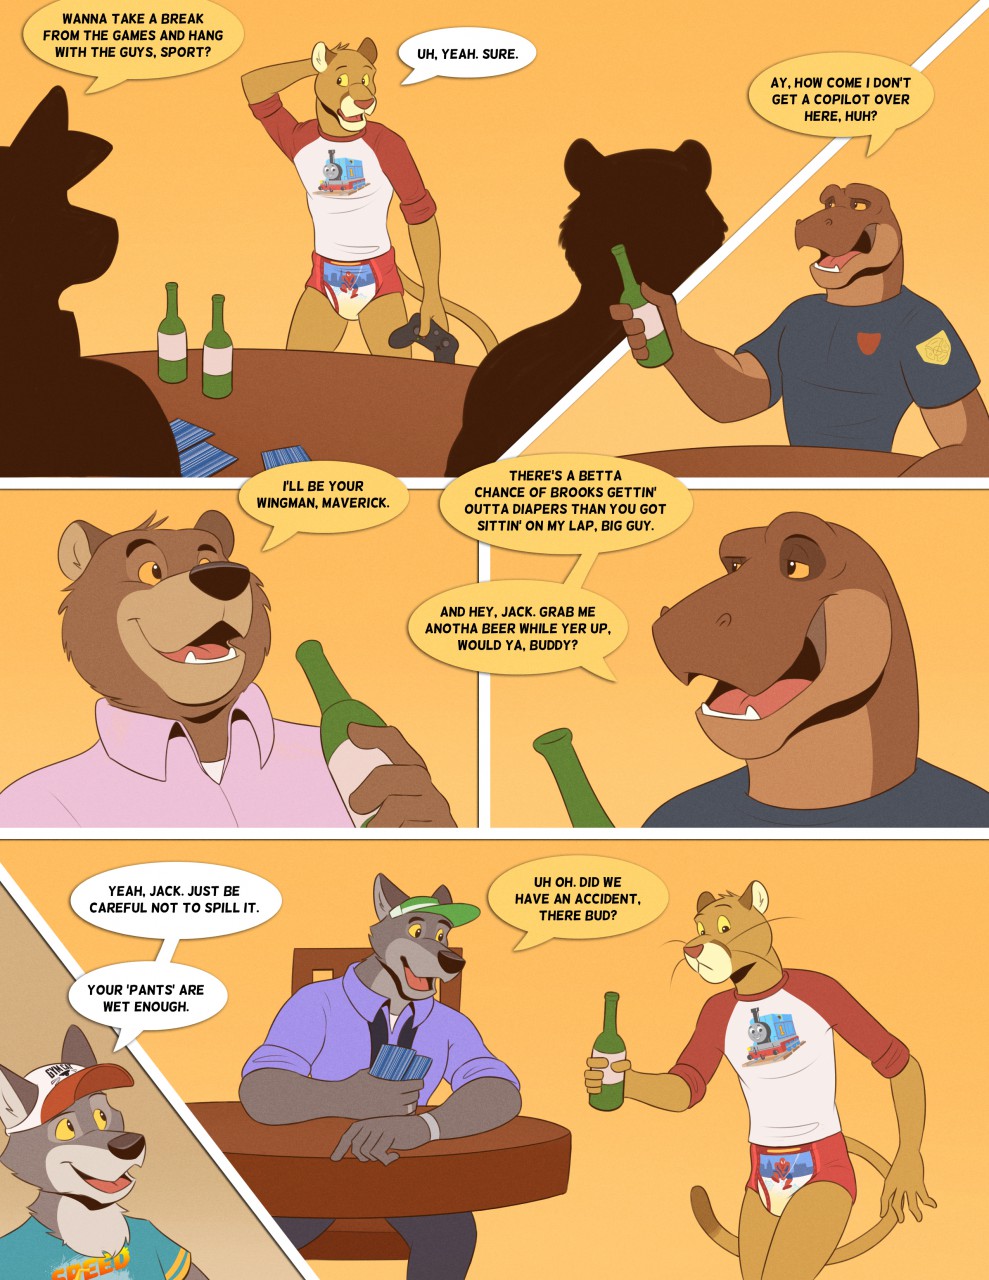 WANNA TAKE A BREAK
FROM THE GAMES AND HANG
WITH THE GUYS, SPORT?
UH, YEAH. SURE.
AY, HOW COME I DON'T
GET A COPILOT OVER
HERE, HUH?
I'LL BE YOUR
WINGMAN, MAVERICK.
THERE'S A BETTA
CHANCE OF BROOKS GETTIN'
OUTTA DIAPERS THAN YOU GOT
SITTIN' ON MY LAP, BIG GUY.
AND HEY, JACK. GRAB ME
ANOTHA BEER WHILE YER UP,
WOULD YA, BUDDY?
YEAH, JACK. JUST BE
CAREFUL NOT TO SPILL IT.
YOUR 'PANTS' ARE
WET ENOUGH.
UH OH. DID WE
HAVE AN ACCIDENT,
THERE BUD?
SPEED